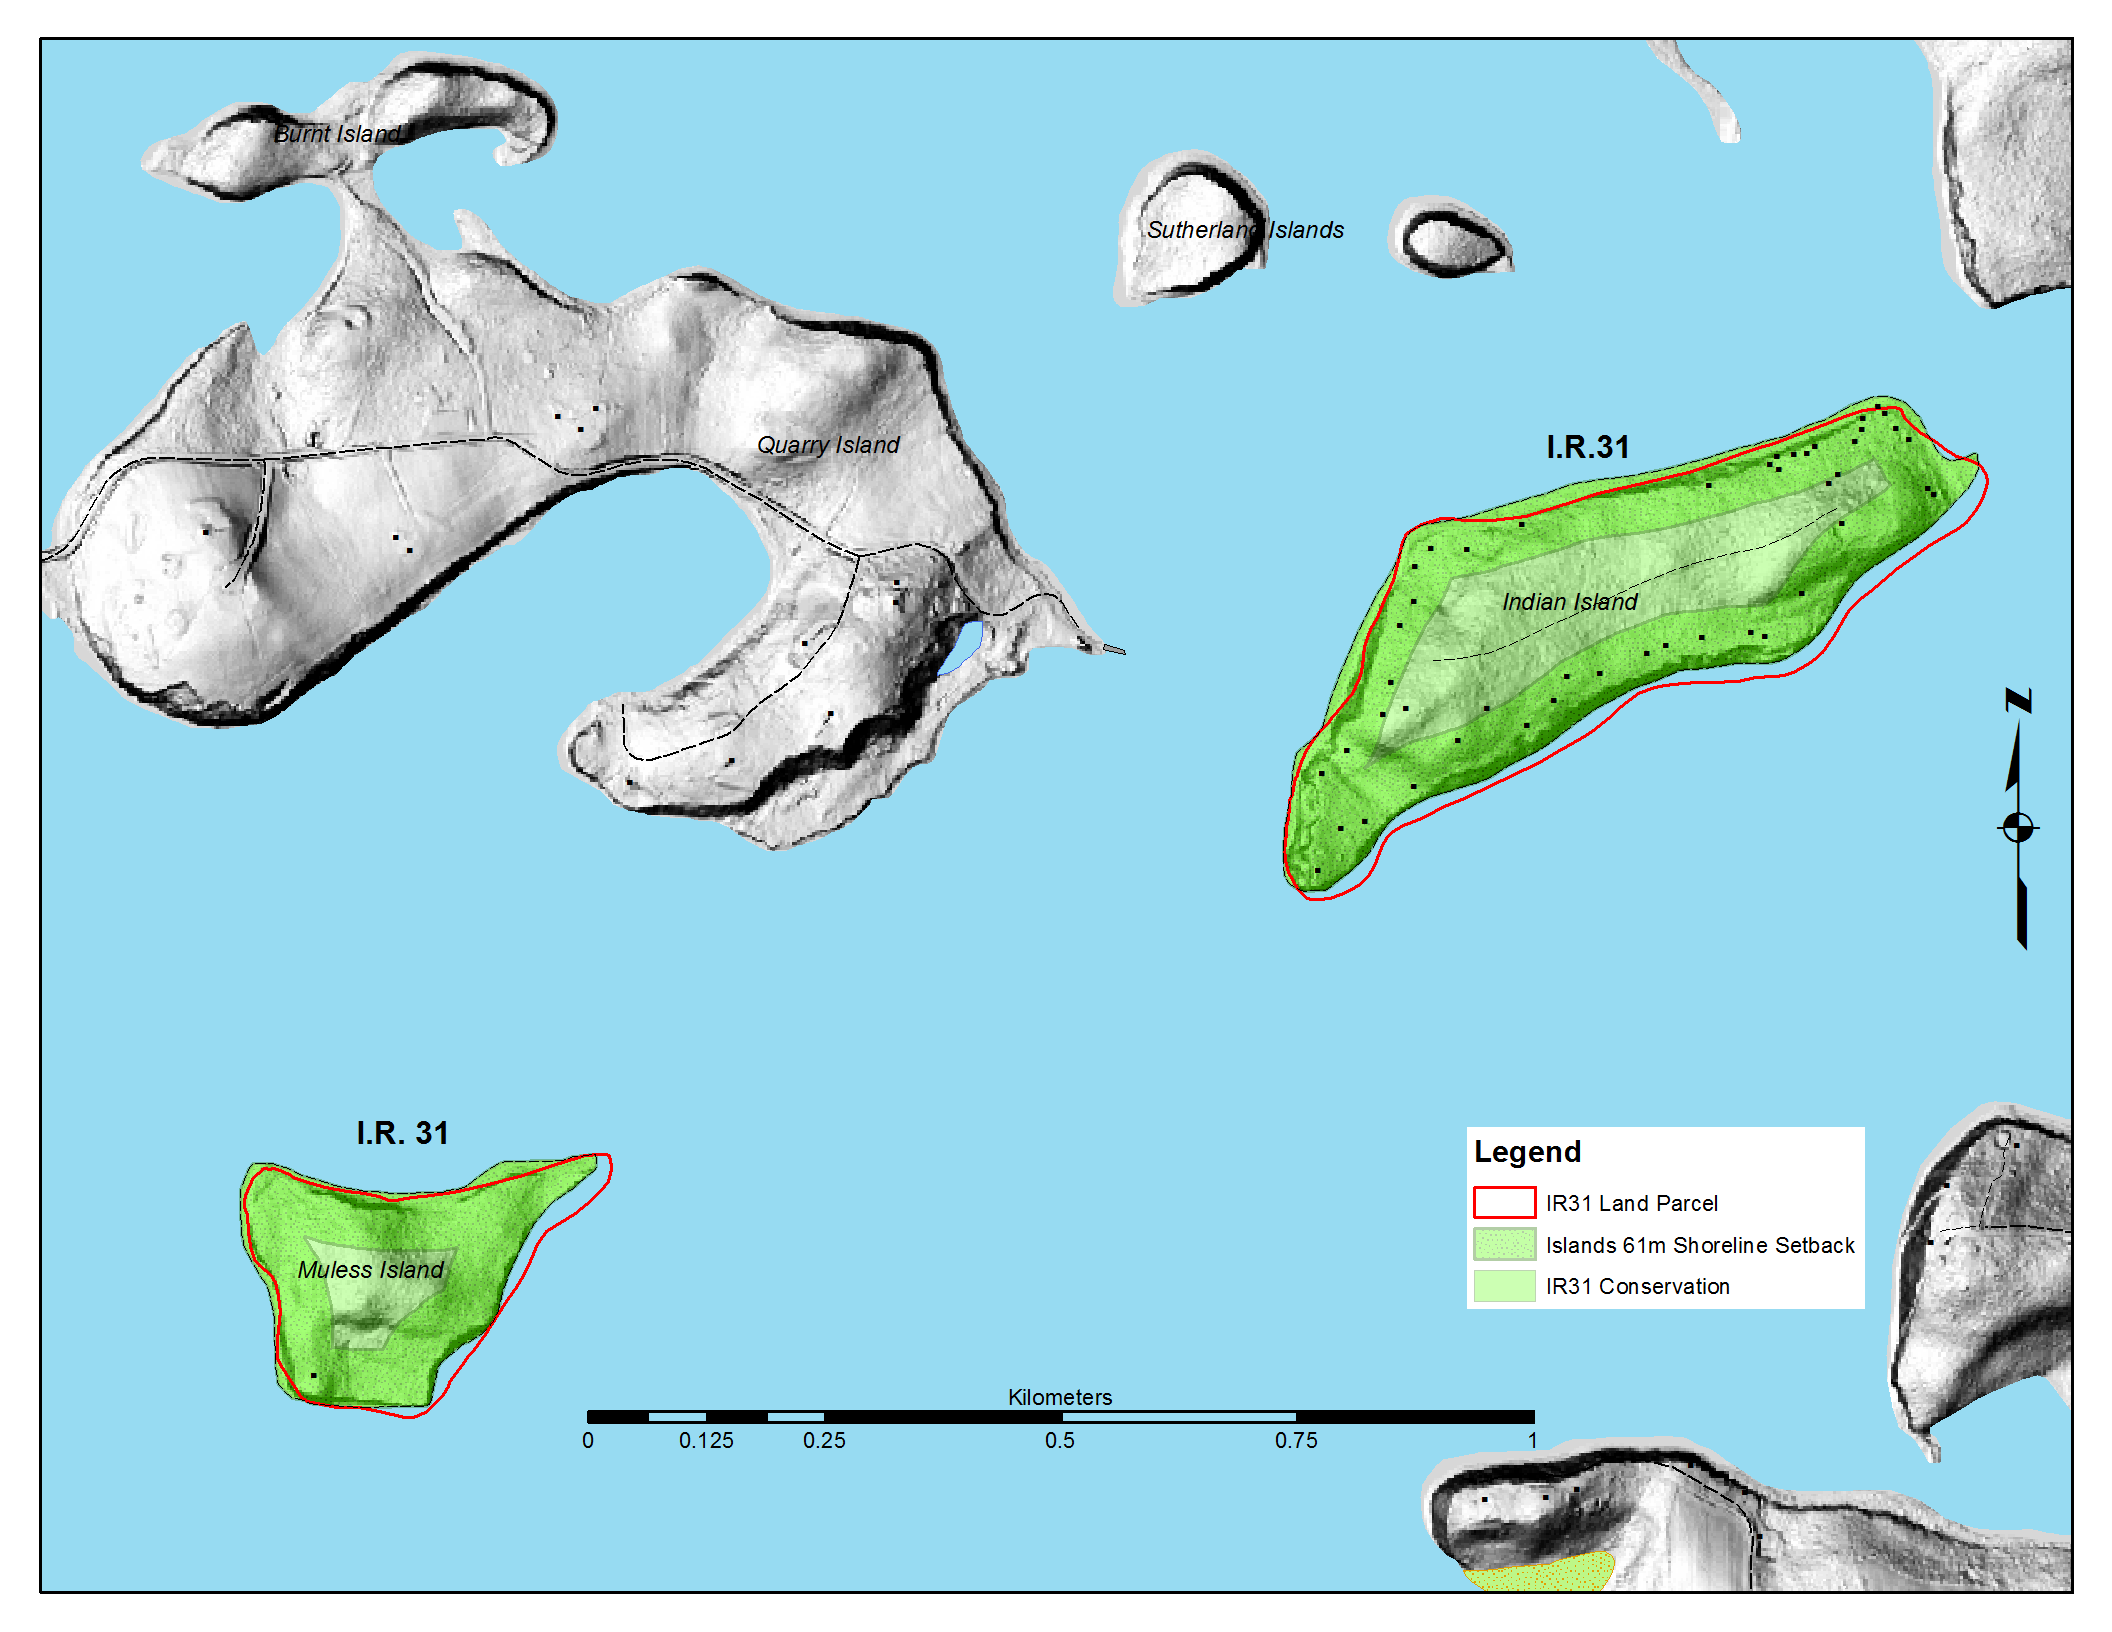 Burnt Island
Sutherland Islands
Quarry Island
I.R.31
Indian Island
N
I.R. 31
Muless Island
Legend
IR31 Land Parcel
Islands 61m Shoreline Setback
IR31 Conservation
Kilometers
0 0.125 0.25 0.5 0.75 1